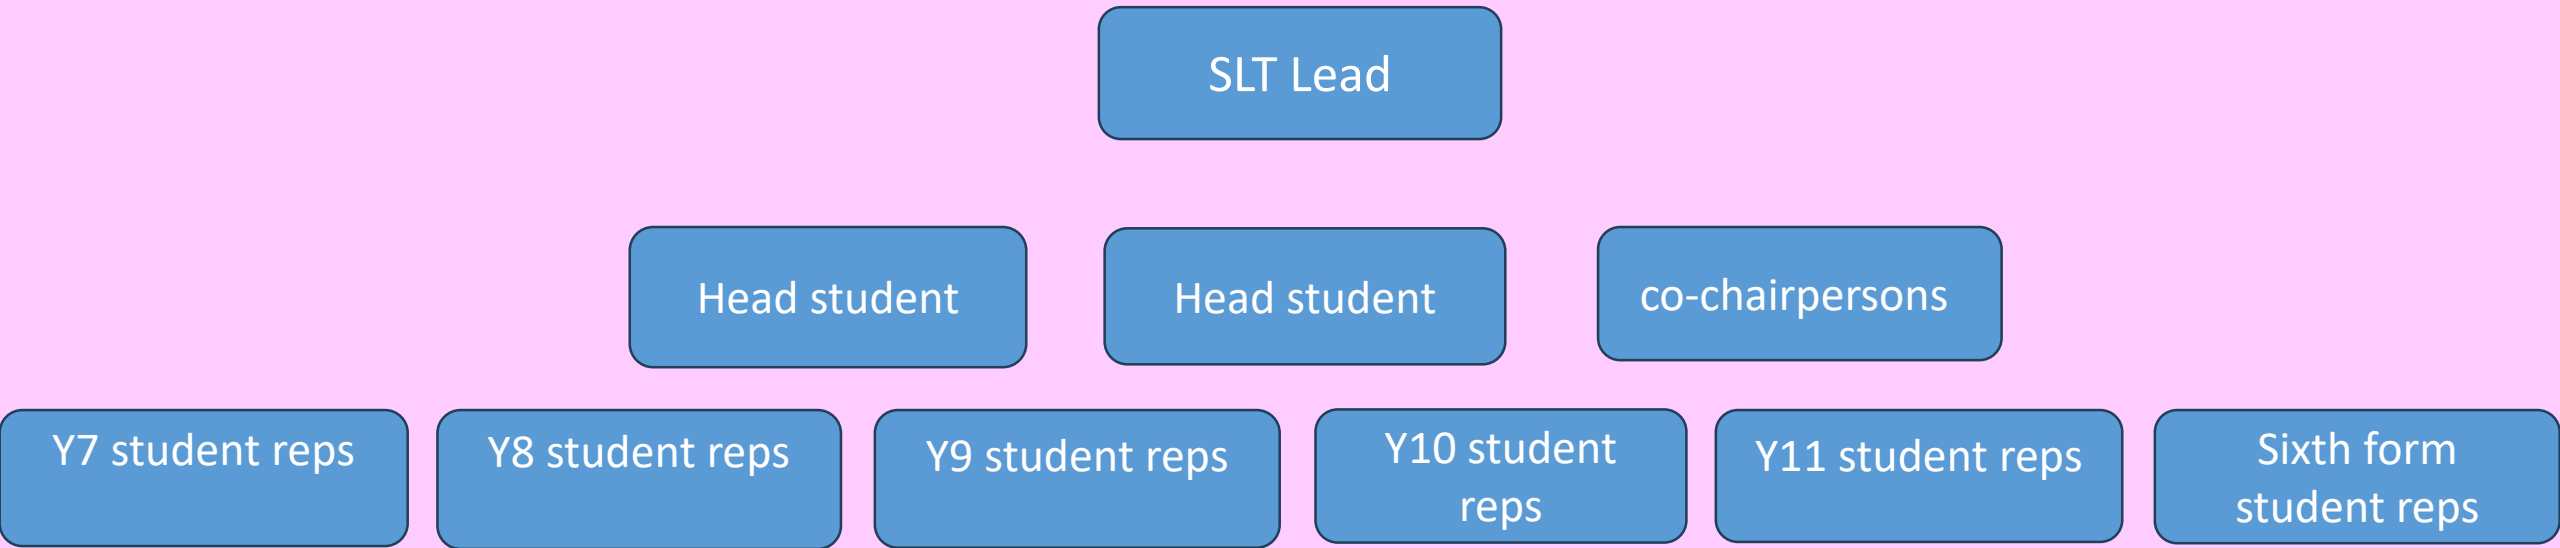 SLT Lead
Head student
Head student
co-chairpersons
Y7 student reps
Y8 student reps
Y9 student reps
Y10 student
reps
Y11 student reps
Sixth form
student reps